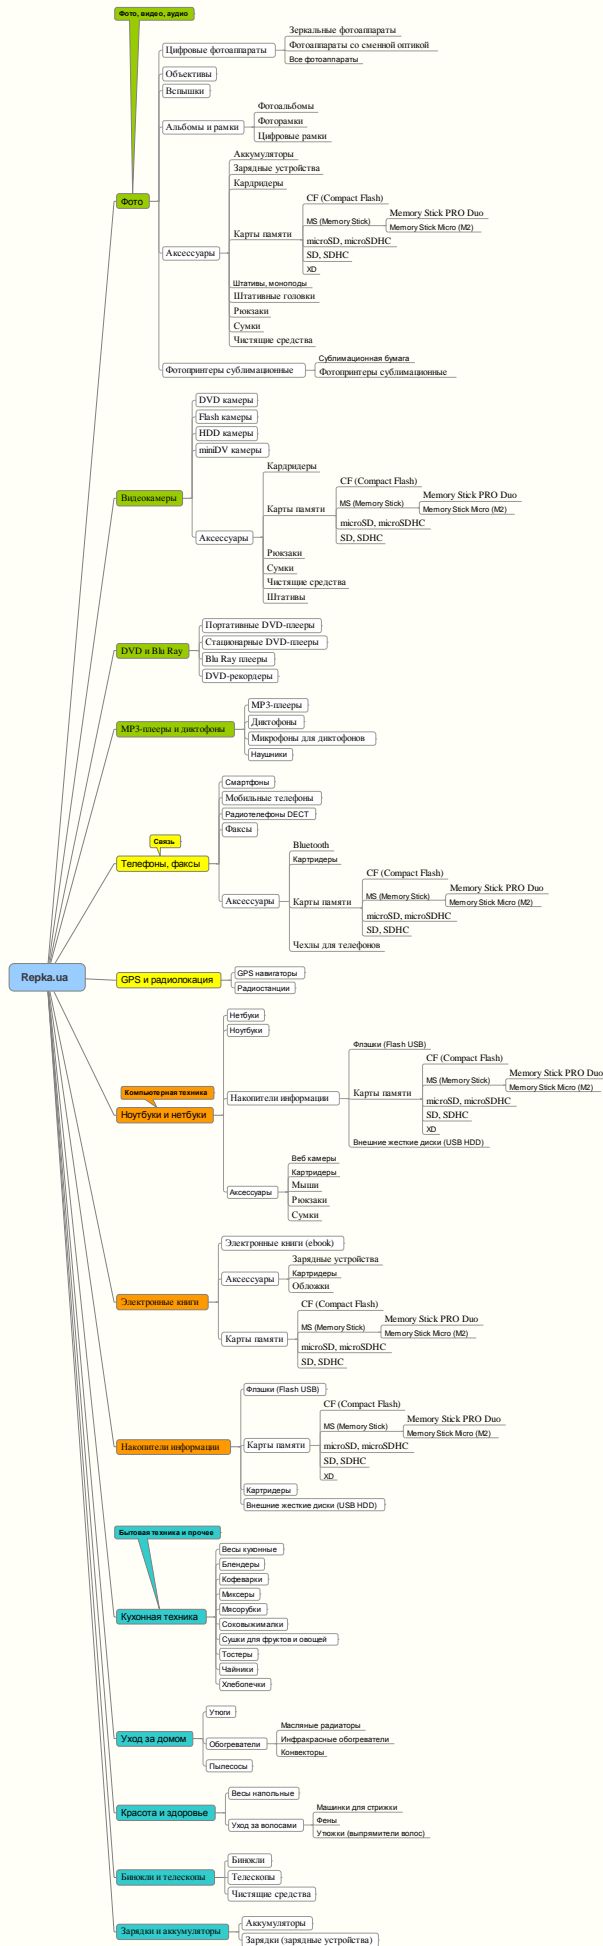 Фото, видео, аудио
Фото
Цифровые фотоаппараты
Зеркальные фотоаппараты
Фотоаппараты со сменной оптикой
Все фотоаппараты
Объективы
Вспышки
Альбомы и рамки
Фотоальбомы
Фоторамки
Цифровые рамки
Аксессуары
Аккумуляторы
Зарядные устройства
Кардридеры
Карты памяти
CF (Compact Flash)
MS (Memory Stick)
Memory Stick PRO Duo
Memory Stick Micro (M2)
microSD, microSDHC
SD, SDHC
XD
Штативы, моноподы
Штативные головки
Рюкзаки
Сумки
Чистящие средства
Фотопринтеры сублимационные
Сублимационная бумага
Фотопринтеры сублимационные
Видеокамеры
DVD камеры
Flash камеры
HDD камеры
miniDV камеры
Аксессуары
Кардридеры
Карты памяти
CF (Compact Flash)
MS (Memory Stick)
Memory Stick PRO Duo
Memory Stick Micro (M2)
microSD, microSDHC
SD, SDHC
Рюкзаки
Сумки
Чистящие средства
Штативы
DVD и Blu Ray
Портативные DVD-плееры
Стационарные DVD-плееры
Blu Ray плееры
DVD-рекордеры
MP3-плееры и диктофоны
MP3-плееры
Диктофоны
Микрофоны для диктофонов
Наушники
Связь
Телефоны, факсы
Смартфоны
Мобильные телефоны
Радиотелефоны DECT
Факсы
Аксессуары
Bluetooth
Картридеры
Карты памяти
CF (Compact Flash)
MS (Memory Stick)
Memory Stick PRO Duo
Memory Stick Micro (M2)
microSD, microSDHC
SD, SDHC
Чехлы для телефонов
Repka.ua
GPS и радиолокация
GPS навигаторы
Радиостанции
Компьютерная техника
Ноутбуки и нетбуки
Нетбуки
Ноутбуки
Накопители информации
Флэшки (Flash USB)
Карты памяти
CF (Compact Flash)
MS (Memory Stick)
Memory Stick PRO Duo
Memory Stick Micro (M2)
microSD, microSDHC
SD, SDHC
XD
Внешние жесткие диски (USB HDD)
Аксессуары
Веб камеры
Картридеры
Мыши
Рюкзаки
Сумки
Электронные книги
Электронные книги (ebook)
Аксессуары
Зарядные устройства
Картридеры
Обложки
Карты памяти
CF (Compact Flash)
MS (Memory Stick)
Memory Stick PRO Duo
Memory Stick Micro (M2)
microSD, microSDHC
SD, SDHC
Накопители информации
Флэшки (Flash USB)
Карты памяти
CF (Compact Flash)
MS (Memory Stick)
Memory Stick PRO Duo
Memory Stick Micro (M2)
microSD, microSDHC
SD, SDHC
XD
Картридеры
Внешние жесткие диски (USB HDD)
Бытовая техника и прочее
Кухонная техника
Весы кухонные
Блендеры
Кофеварки
Миксеры
Мясорубки
Соковыжималки
Сушки для фруктов и овощей
Тостеры
Чайники
Хлебопечки
Уход за домом
Утюги
Обогреватели
Масляные радиаторы
Инфракрасные обогреватели
Конвекторы
Пылесосы
Красота и здоровье
Весы напольные
Уход за волосами
Машинки для стрижки
Фены
Утюжки (выпрямители волос)
Бинокли и телескопы
Бинокли
Телескопы
Чистящие средства
Зарядки и аккумуляторы
Аккумуляторы
Зарядки (зарядные устройства)